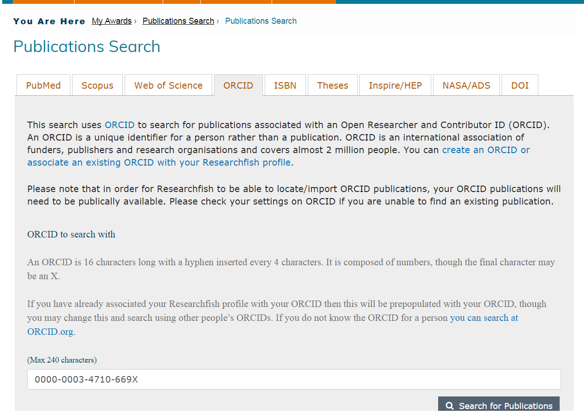 You Are Here My Awards › Publications Search › Publications Search
Publications Search
PubMed Scopus Web of Science ORCID ISBN Theses Inspire/HEP NASA/ADS DOI
This search uses ORCID to search for publications associated with an Open Researcher and Contributor ID (ORCID).
An ORCID is a unique identifier for a person rather than a publication. ORCID is an international association of
funders, publishers and research organisations and covers almost 2 million people. You can create an ORCID or
associate an existing ORCID with your Researchfish profile.
Please note that in order for Researchfish to be able to locate/import ORCID publications, your ORCID publications will
need to be publically available. Please check your settings on ORCID if you are unable to find an existing publication.
ORCID to search with
An ORCID is 16 characters long with a hyphen inserted every 4 characters. It is composed of numbers, though the final character may
be an X.
If you have already associated your Researchfish profile with your ORCID then this will be prepopulated with your ORCID, though
you may change this and search using other people's ORCIDs. If you do not know the ORCID for a person you can search at
ORCID.org.
(Max 240 characters)
0000-0003-4710-669X
Search for Publications